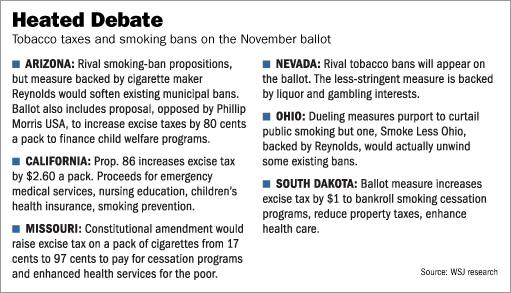 Heated Debate
Tobacco taxes and smoking bans on the November ballot
■ ARIZONA: Rival smoking-ban propositions,
but measure backed by cigarette maker
Reynolds would soften existing municipal bans.
Ballot also includes proposal, opposed by Phillip
Morris USA, to increase excise taxes by 80 cents
a pack to finance child welfare programs.
■ CALIFORNIA: Prop. 86 increases excise tax
by $2.60 a pack. Proceeds for emergency
medical services, nursing education, children's
health insurance, smoking prevention.
■ MISSOURI: Constitutional amendment would
raise excise tax on a pack of cigarettes from 17
cents to 97 cents to pay for cessation programs
and enhanced health services for the poor.
■ NEVADA: Rival tobacco bans will appear on
the ballot. The less-stringent measure is backed
by liquor and gambling interests.
■ OHIO: Dueling measures purport to curtail
public smoking but one, Smoke Less Ohio,
backed by Reynolds, would actually unwind
some existing bans.
■ SOUTH DAKOTA: Ballot measure increases
excise tax by $1 to bankroll smoking cessation
programs, reduce property taxes, enhance
health care.
Source: WSJ research